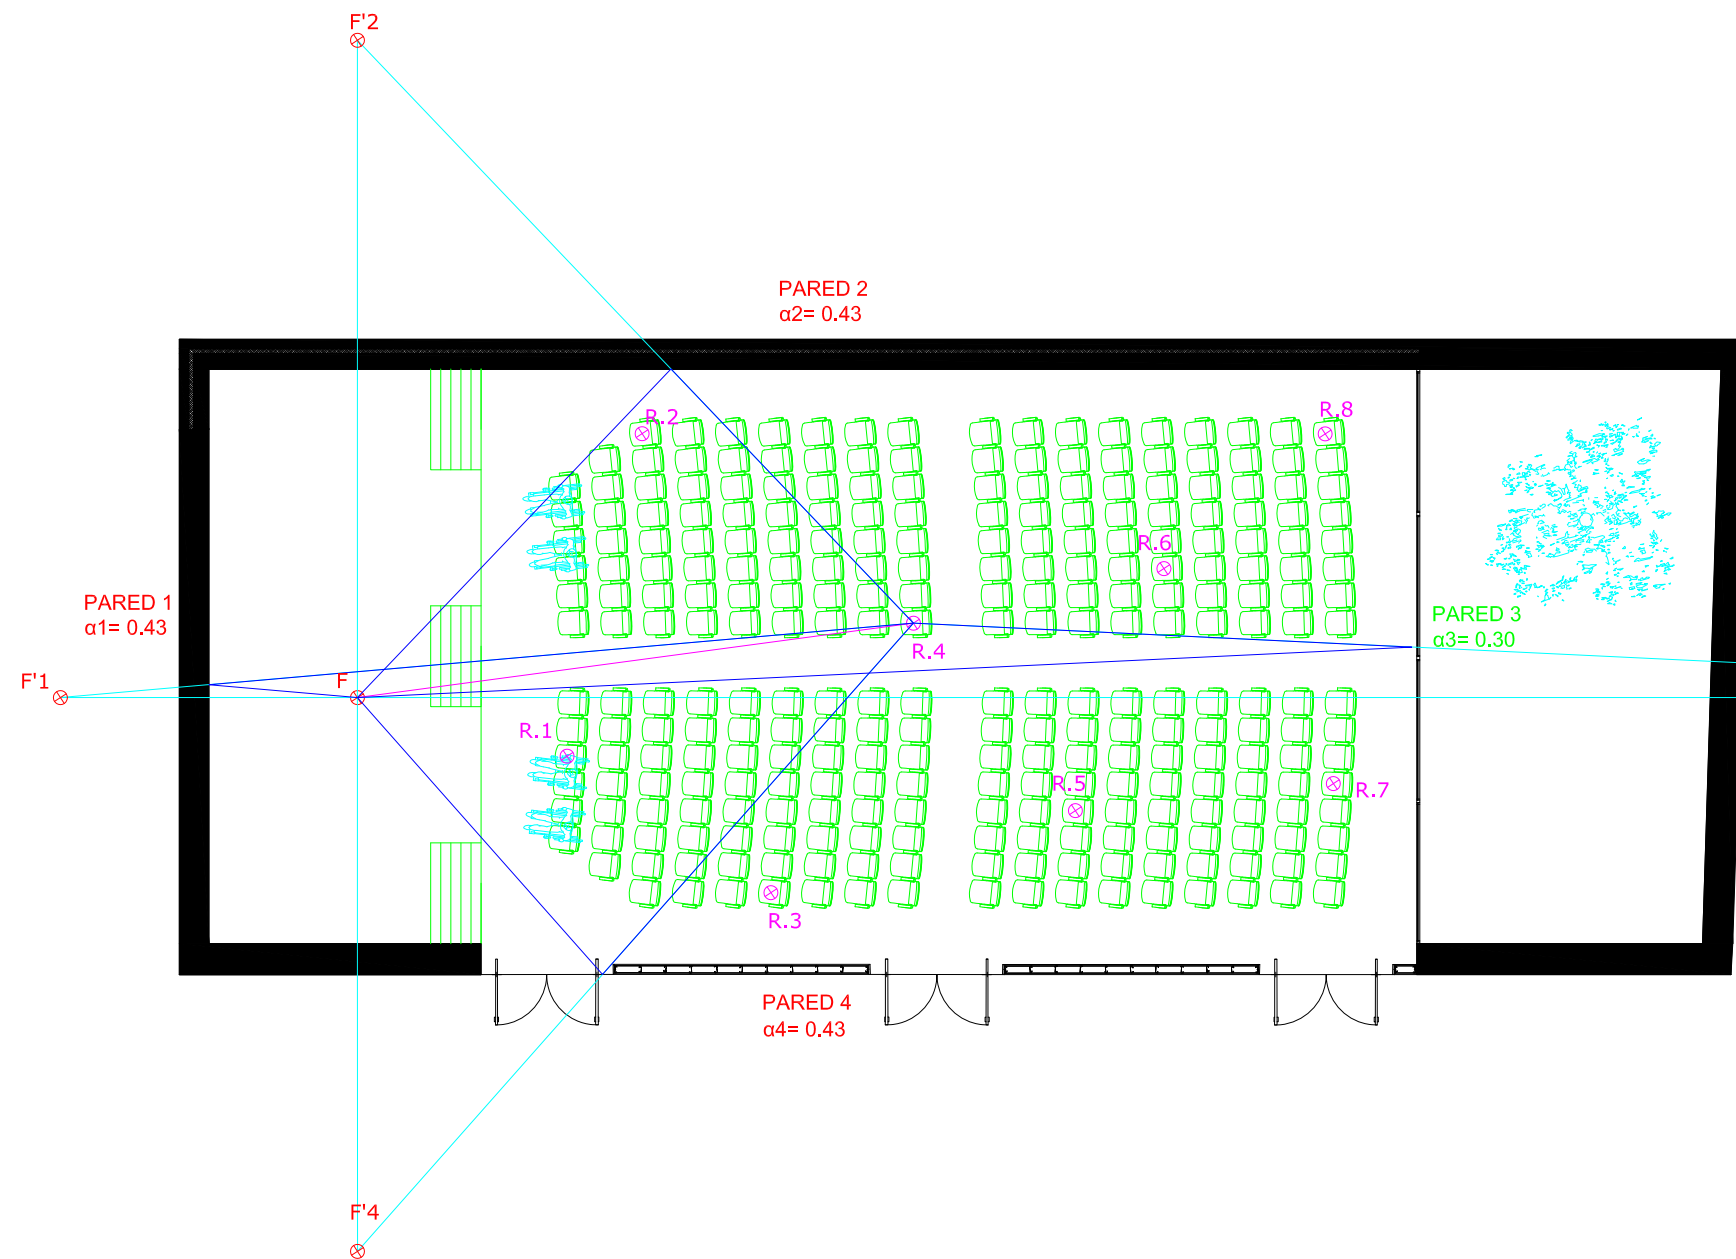 F'2
PARED 2
α2= 0.43
R.2
R.8
R.6
PARED 1
α1= 0.43
PARED 3
α3= 0.30
R.4
F'1
F
R.1
R.5
R.7
R.3
PARED 4
α4= 0.43
F'4